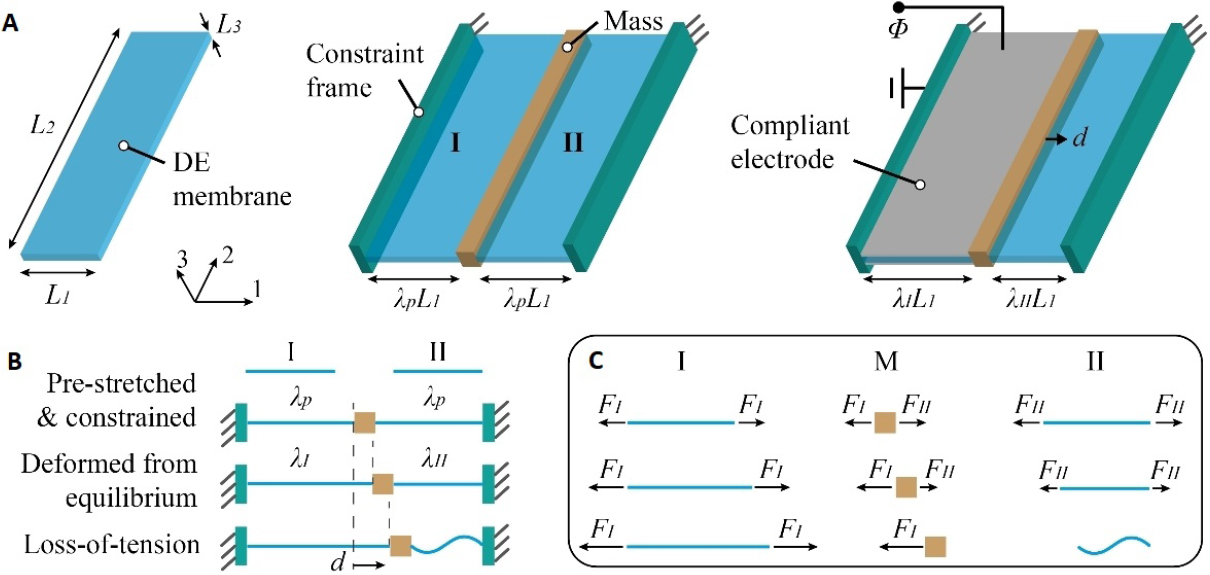 A
L3
L2
DE
membrane
L1
3
2
1
Constraint
frame
Mass
I
II
λpL1
λpL1
Φ
Compliant
electrode
d
λIL1
λIIL1
B
I
II
Pre-stretched
& constrained
λp
λp
Deformed from
equilibrium
λI
λII
Loss-of-tension
d
C
I
M
II
FI
FI
FI
FII
FII
FII
FI
FI
FI
FII
FII
FII
FI
FI
FI